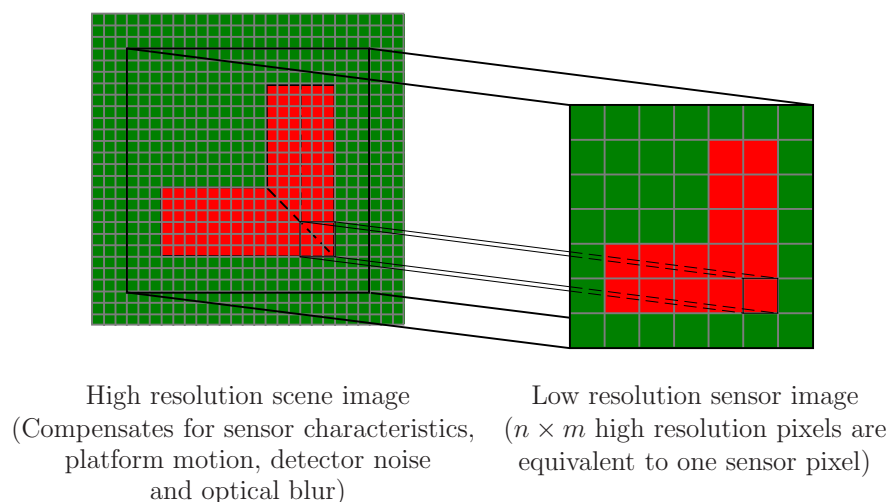 High resolution scene image
(Compensates for sensor characteristics,
platform motion, detector noise
and optical blur)
Low resolution sensor image
(n × m high resolution pixels are
equivalent to one sensor pixel)